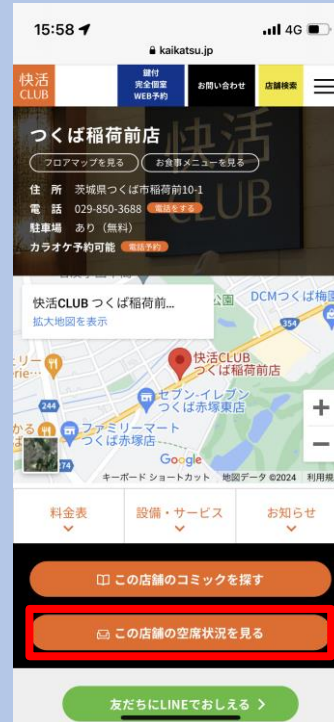 15:58
4G
kaikatsu.jp
快活
CLUB
鍵付
完全個室
WEB予約
お問い合わせ
店舗検索
つくば稲荷前店
フロアマップを見る
お食事メニューを見る
住 所 茨城県つくば市稲荷前10-1
電 話 029-850-3688 電話をする
駐車場 あり（無料）
カラオケ予約可能 電話予約
快活CLUB つくば稲荷前...
拡大地図を表示
公園
DCMつくば梅園
354
快活CLUB
つくば稲荷前店
セブン-イレブン
つくば赤塚東店
244
ファミリーマート
つくば赤塚店
274
+
−
Google
キーボード ショートカット
地図データ ©2024
利用規
料金表
設備・サービス
お知らせ
この店舗のコミックを探す
この店舗の空席状況を見る
友だちにLINEでおしえる